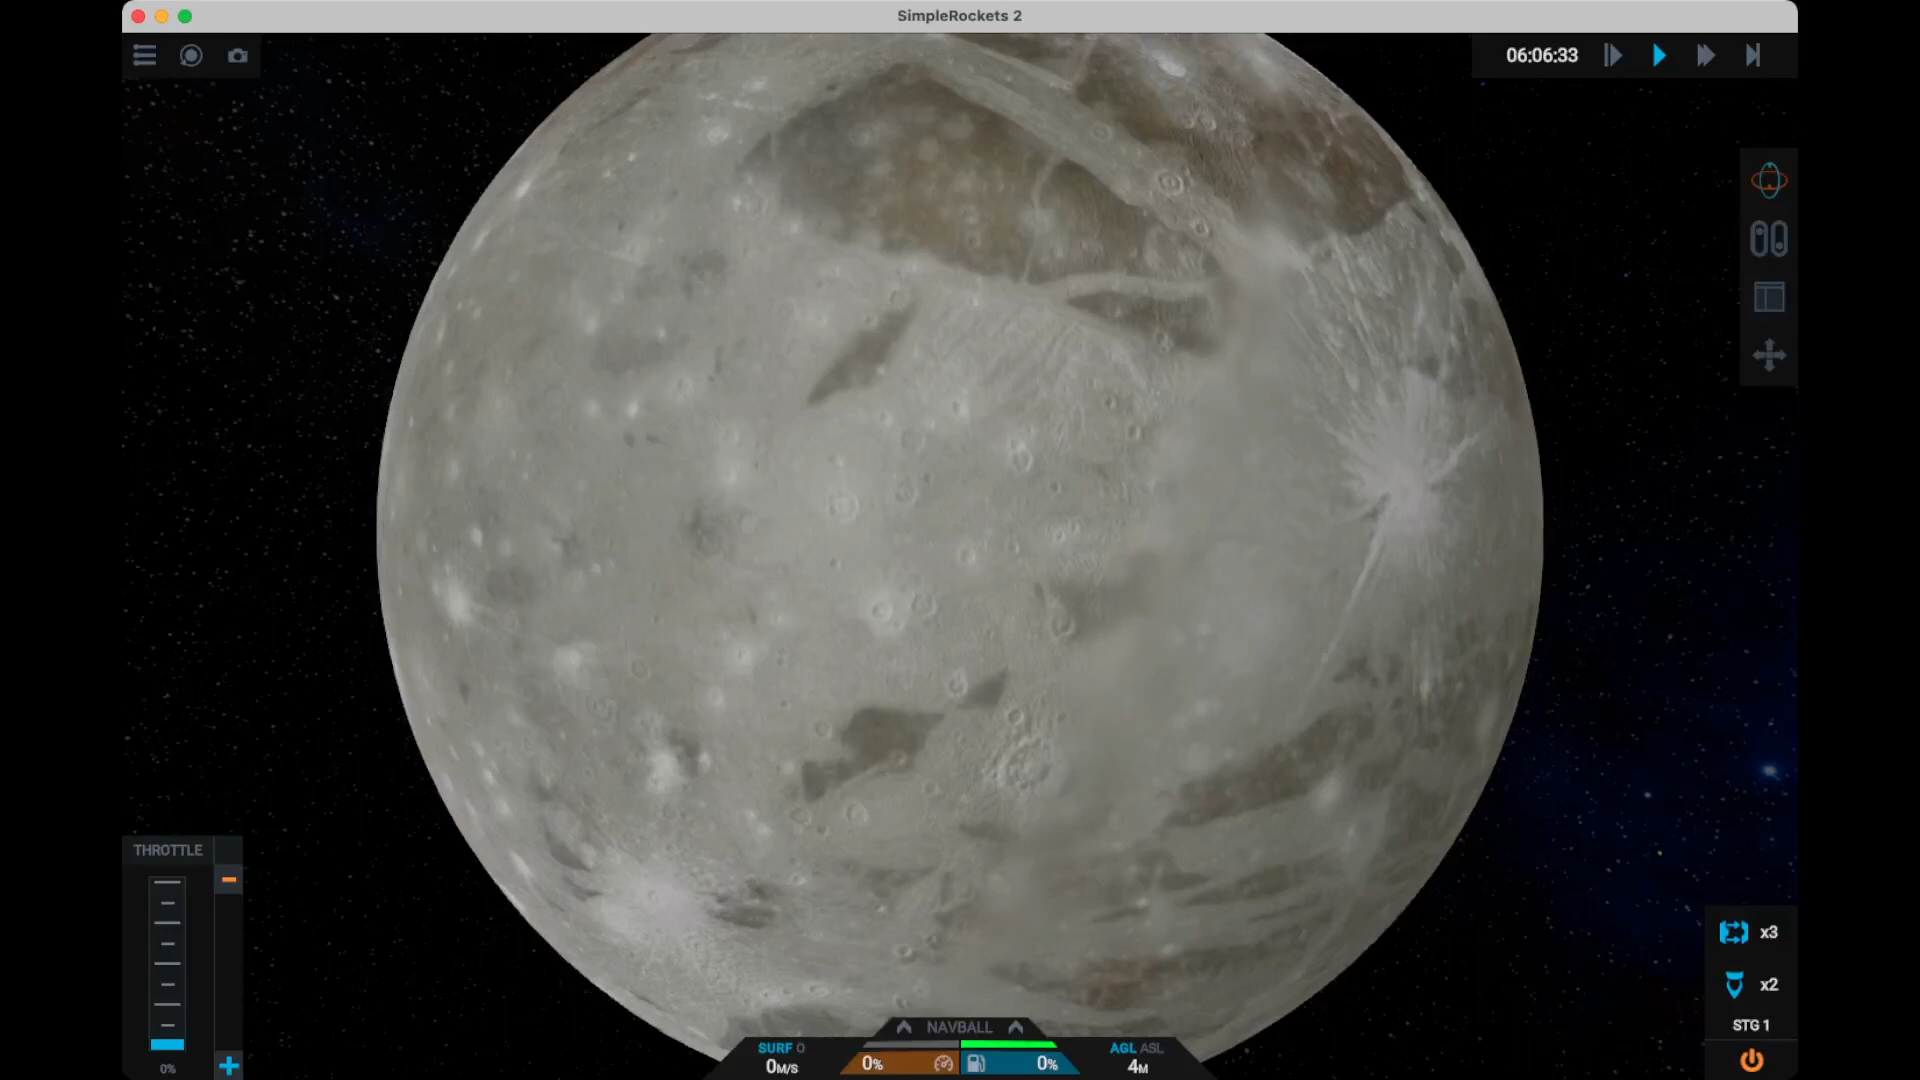 SimpleRockets 2
06:06:33
THROTTLE
0%
NAVBALL
SURF O
0M/S
0%
0%
AGL ASL
4M
x3
x2
STG 1